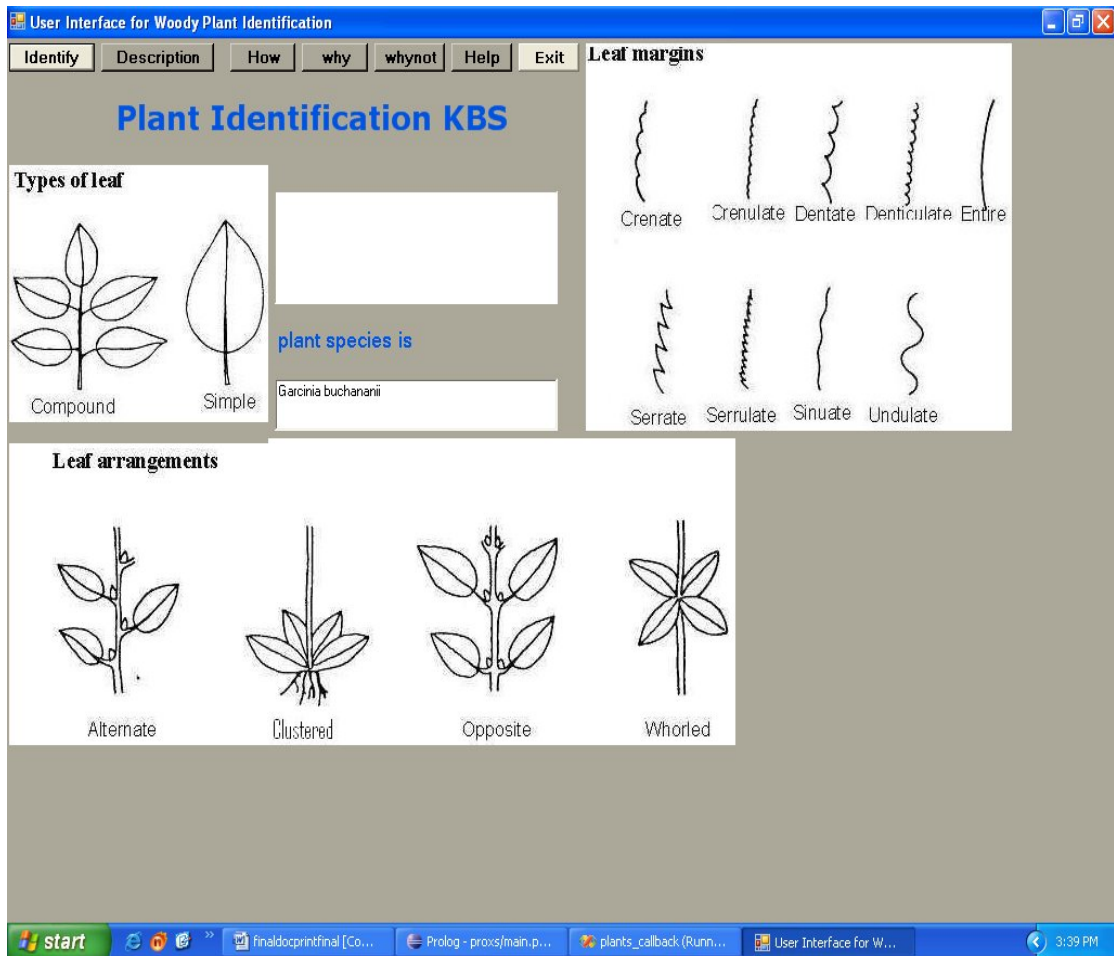 User Interface for Woody Plant Identification
Identify Description How why whynot Help Exit
Plant Identification KBS
Types of leaf
Compound Simple
plant species is
Garcinia buchananii
Leaf margins
Crenate Crenulate Dentate Denticulate Entire
Serrate Serrulate Sinuate Undulate
Leaf arrangements
Alternate Clustered Opposite Whorled
start finaldocprintfinal [Co... Prolog - proxs/main.p... plants_callback (Runn... User Interface for W... 3:39 PM